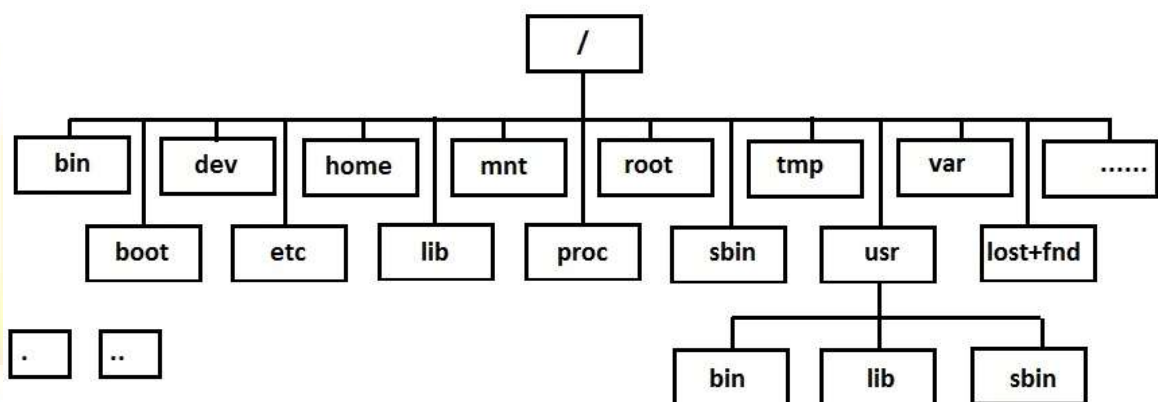 /
bin dev home mnt root tmp var ......
boot etc lib proc sbin usr lost+fnd
. ..
bin lib sbin